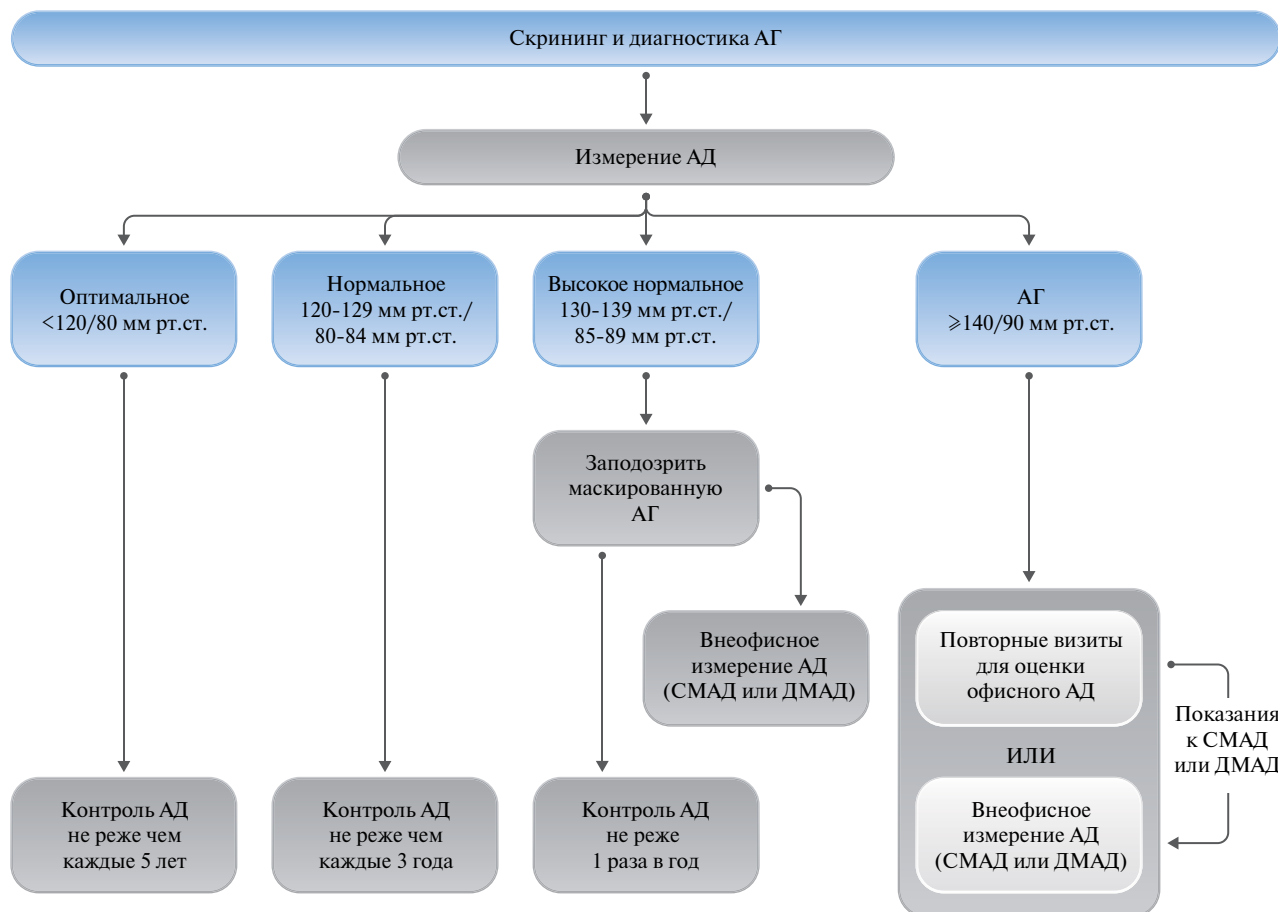 Скрининг и диагностика АГ
Измерение АД
Оптимальное
<120/80 мм рт.ст.
Нормальное
120-129 мм рт.ст./
80-84 мм рт.ст.
Высокое нормальное
130-139 мм рт.ст./
85-89 мм рт.ст.
АГ
⩾140/90 мм рт.ст.
Заподозрить
маскированную
АГ
Внеофисное
измерение АД
(СМАД или ДМАД)
Повторные визиты
для оценки
офисного АД
ИЛИ
Внеофисное
измерение АД
(СМАД или ДМАД)
Показания
к СМАД
или ДМАД
Контроль АД
не реже чем
каждые 5 лет
Контроль АД
не реже чем
каждые 3 года
Контроль АД
не реже
1 раза в год